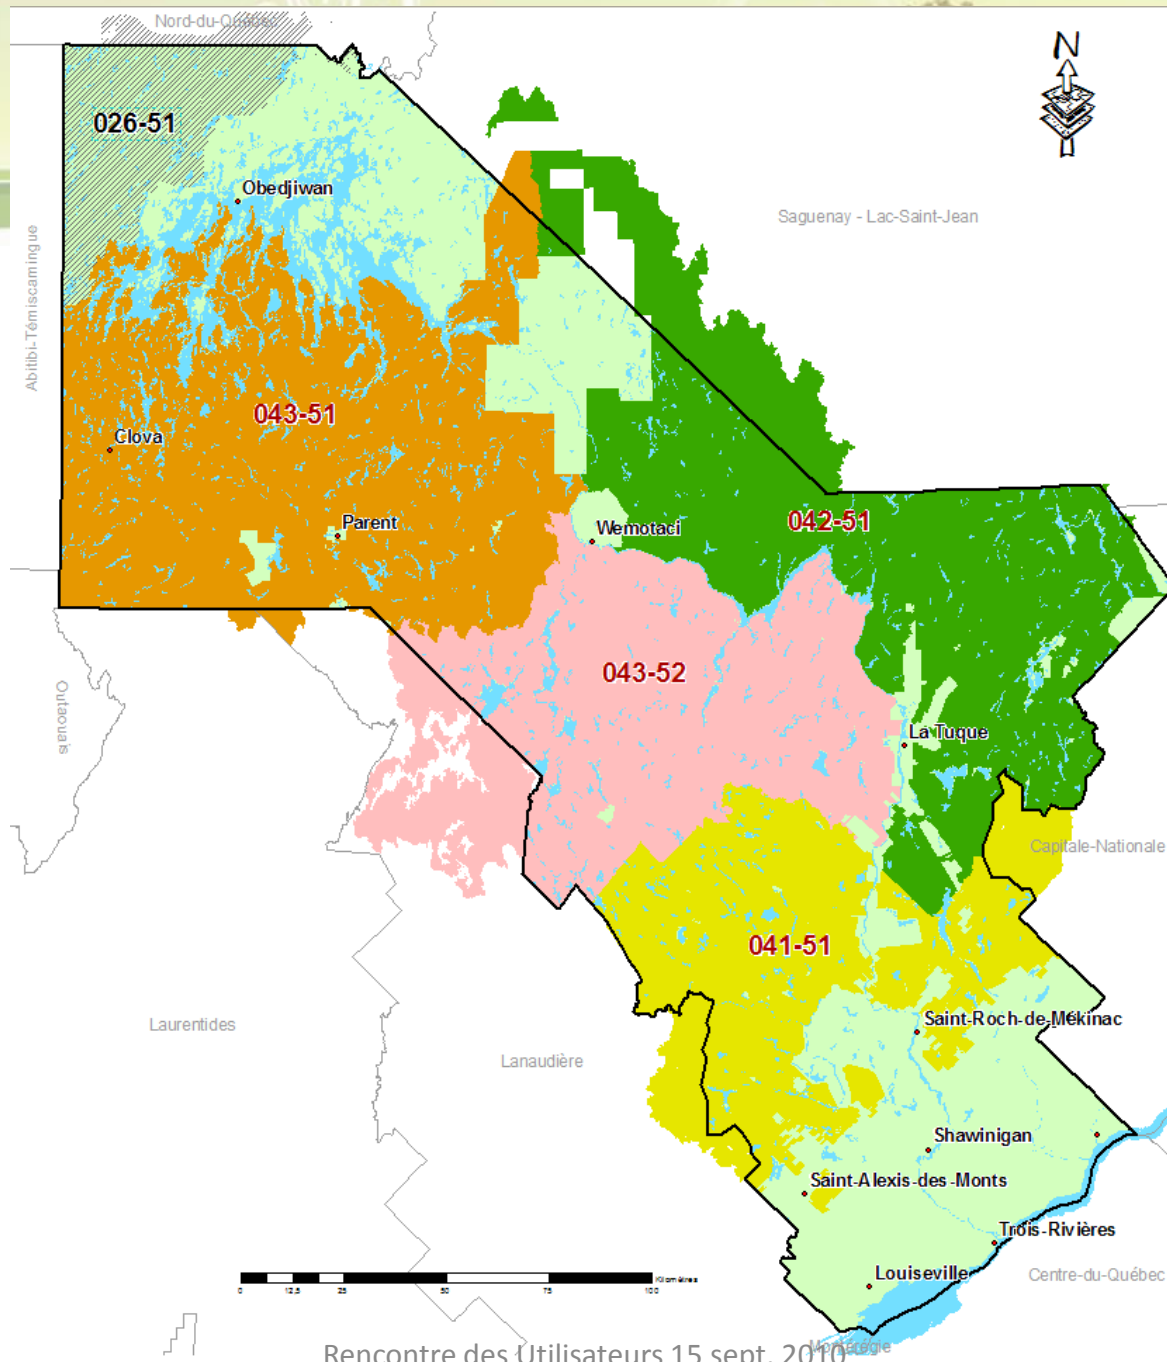 Nord-du-Québec
N
026-51
Obedjiwan
Saguenay - Lac-Saint-Jean
Abitibi-Témiscamingue
043-51
Clova
Parent
Wemotaci
042-51
043-52
Outaouais
La Tuque
Capitale-Nationale
041-51
Laurentides
Saint-Roch-de-Mékinac
Lanaudière
Shawinigan
Saint-Alexis-des-Monts
Trois-Rivières
Louiseville
Centre-du-Québec
Kilomètres
0 12,5 25 50 75 100
Montérégie
Rencontre des Utilisateurs 15 sept. 2010